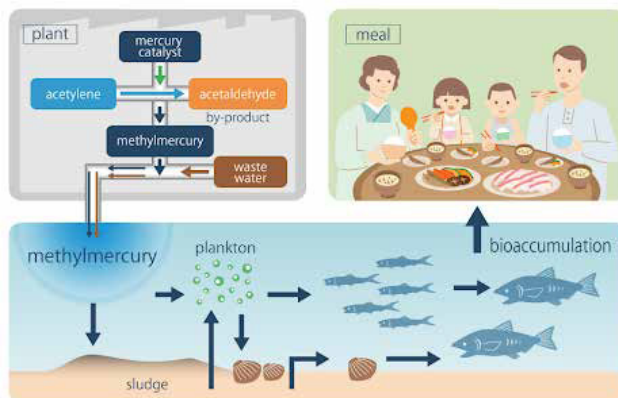 plant
mercury
catalyst
acetylene
acetaldehyde
by-product
methylmercury
waste
water
meal
methylmercury
plankton
bioaccumulation
sludge